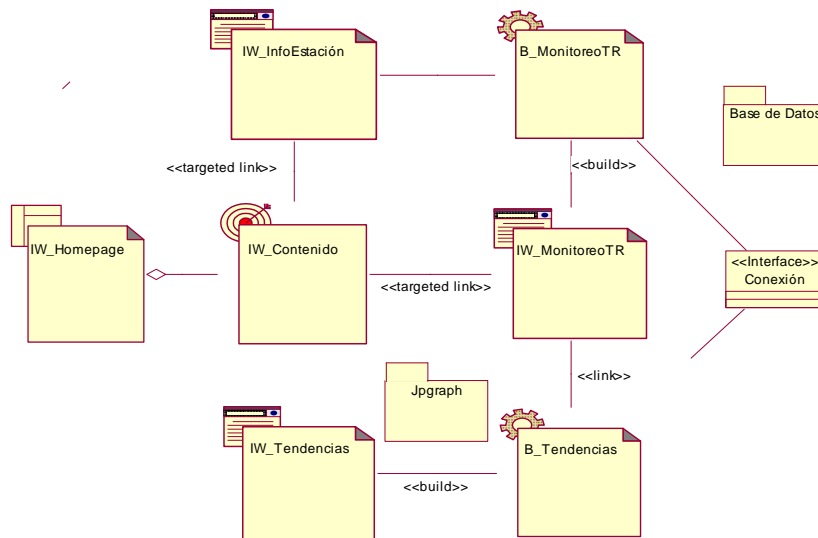 IW_InfoEstación
B_MonitoreoTR
Base de Datos
<<targeted link>>
<<build>>
IW_Homepage
IW_Contenido
IW_MonitoreoTR
<<Interface>>
Conexión
<<targeted link>>
<<link>>
Jpgraph
IW_Tendencias
B_Tendencias
<<build>>